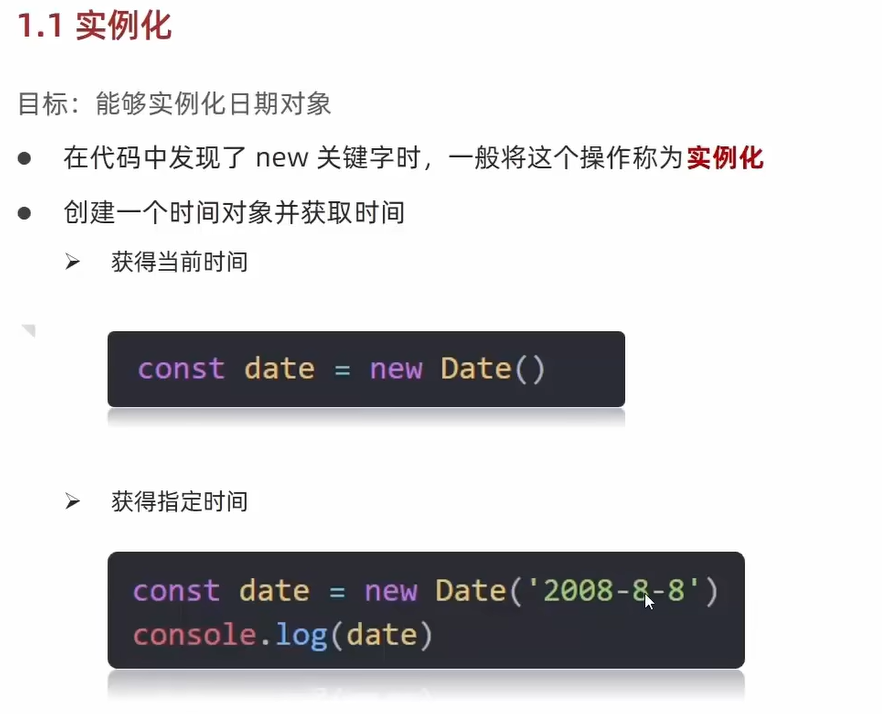 1.1 实例化
目标：能够实例化日期对象
● 在代码中发现了 new 关键字时，一般将这个操作称为实例化
● 创建一个时间对象并获取时间
➢ 获得当前时间
const date = new Date()
➢ 获得指定时间
const date = new Date('2008-8-8')
console.log(date)